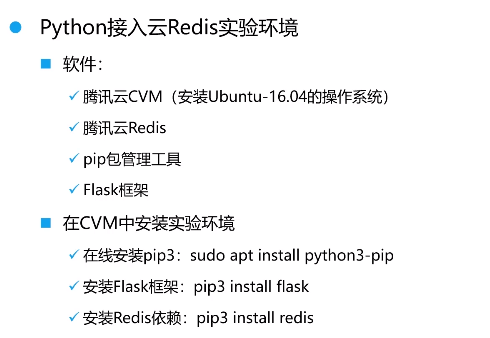 Python接入云Redis实验环境
软件：
腾讯云CVM（安装Ubuntu-16.04的操作系统）
腾讯云Redis
pip包管理工具
Flask框架
在CVM中安装实验环境
在线安装pip3：sudo apt install python3-pip
安装Flask框架：pip3 install flask
安装Redis依赖：pip3 install redis